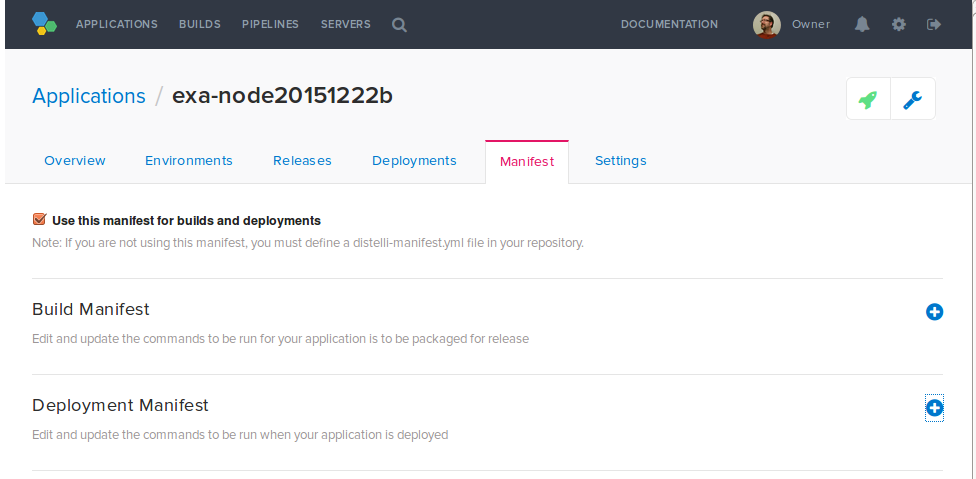 APPLICATIONS BUILDS PIPELINES SERVERS DOCUMENTATION Owner
Applications / exa-node20151222b
Overview Environments Releases Deployments Manifest Settings
Use this manifest for builds and deployments
Note: If you are not using this manifest, you must define a distelli-manifest.yml file in your repository.
Build Manifest
Edit and update the commands to be run for your application is to be packaged for release
Deployment Manifest
Edit and update the commands to be run when your application is deployed